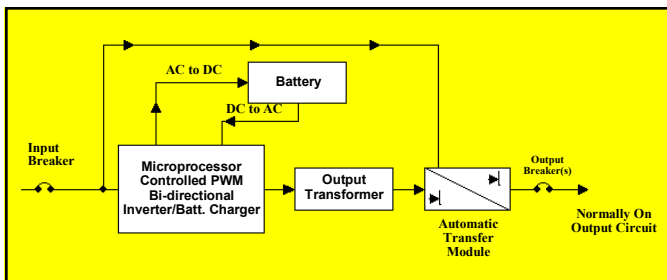 AC to DC
Battery
DC to AC
Input
Breaker
Microprocessor
Controlled PWM
Bi-directional
Inverter/Batt. Charger
Output
Transformer
Automatic
Transfer
Module
Output
Breaker(s)
Normally On
Output Circuit